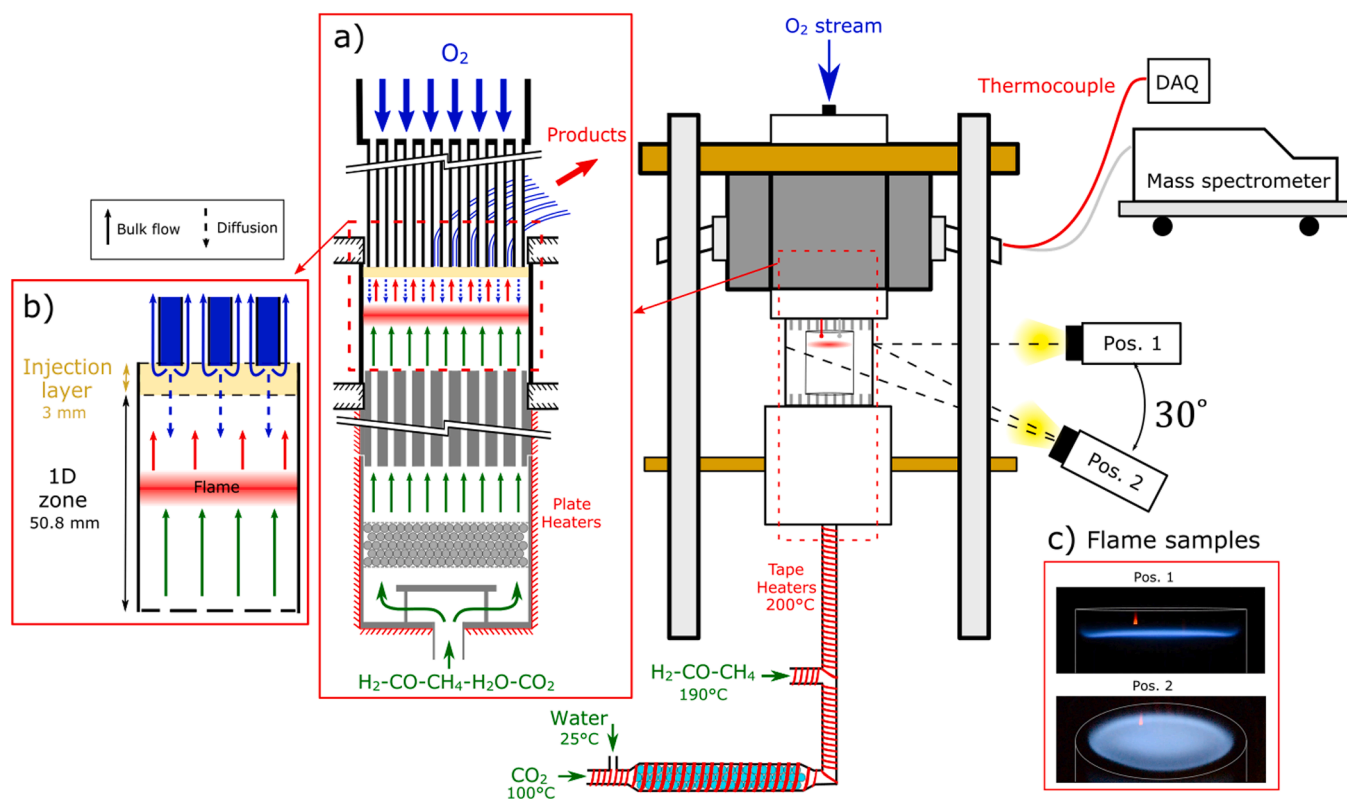 a)
O₂
Products
Bulk flow
Diffusion
b)
Injection
layer
3 mm
1D
zone
50.8 mm
Flame
Plate
Heaters
H₂-CO-CH₄-H₂O-CO₂
O₂ stream
Thermocouple
DAQ
Mass spectrometer
Pos. 1
30°
Pos. 2
Tape
Heaters
200°C
H₂-CO-CH₄
190°C
Water
25°C
CO₂
100°C
c) Flame samples
Pos. 1
Pos. 2